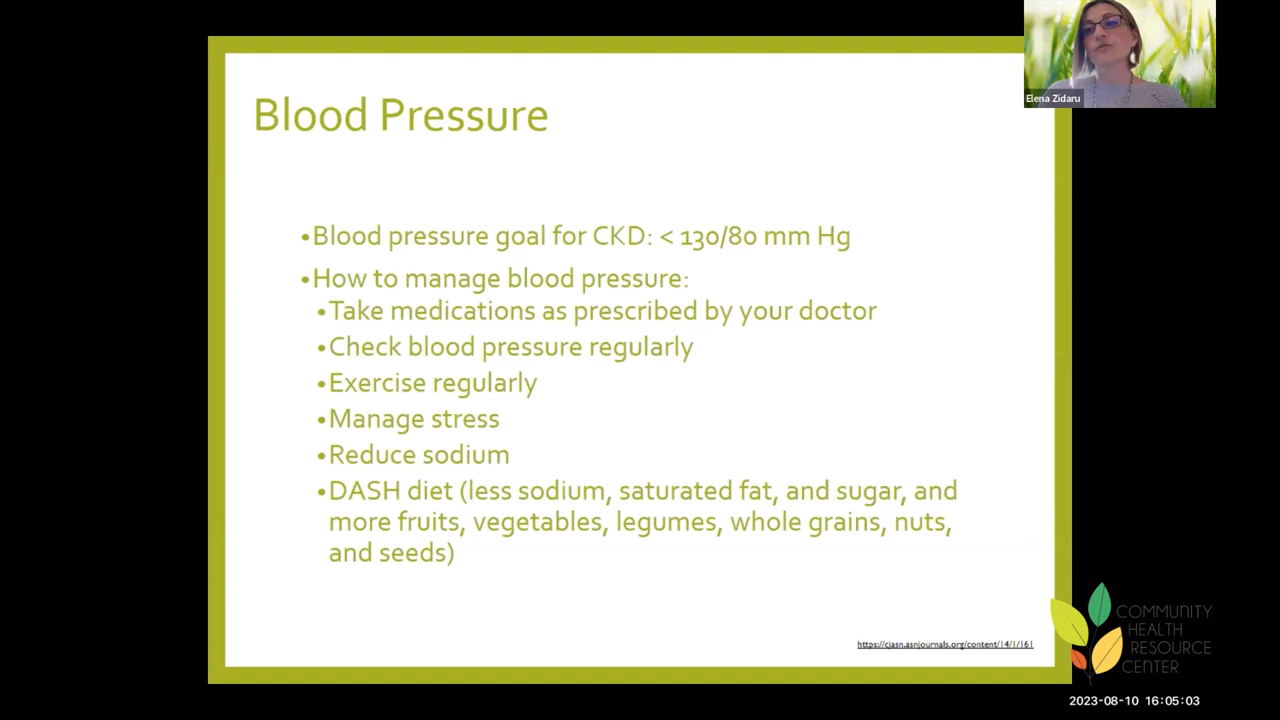 Elena Zidaru
Blood Pressure
•Blood pressure goal for CKD: < 130/80 mm Hg
•How to manage blood pressure:
•Take medications as prescribed by your doctor
•Check blood pressure regularly
•Exercise regularly
•Manage stress
•Reduce sodium
•DASH diet (less sodium, saturated fat, and sugar, and
more fruits, vegetables, legumes, whole grains, nuts,
and seeds)
https://cjasn.asnjournals.org/content/14/1/161
COMMUNITY
HEALTH
RESOURCE
CENTER
2023-08-10 16:05:03